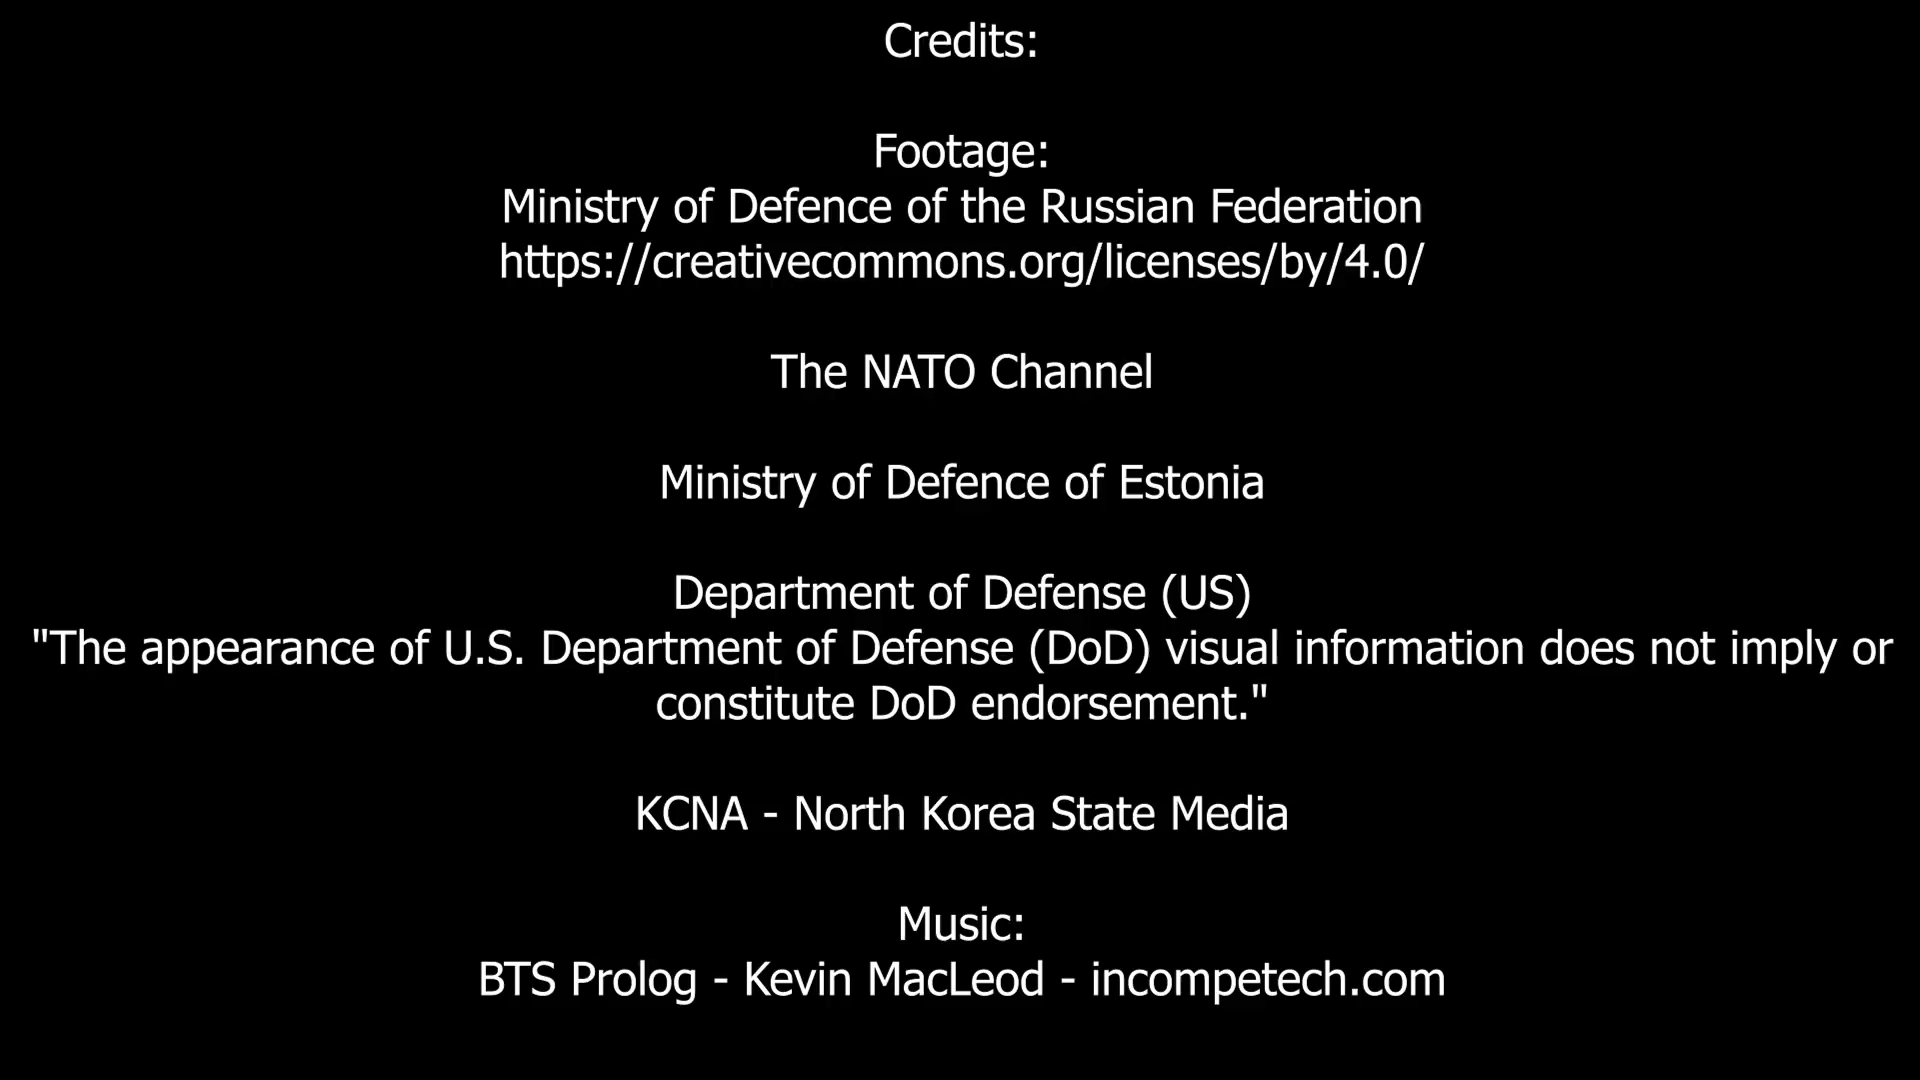 Credits:
Footage:
Ministry of Defence of the Russian Federation
https://creativecommons.org/licenses/by/4.0/
The NATO Channel
Ministry of Defence of Estonia
Department of Defense (US)
"The appearance of U.S. Department of Defense (DoD) visual information does not imply or
constitute DoD endorsement."
KCNA - North Korea State Media
Music:
BTS Prolog - Kevin MacLeod - incompetech.com